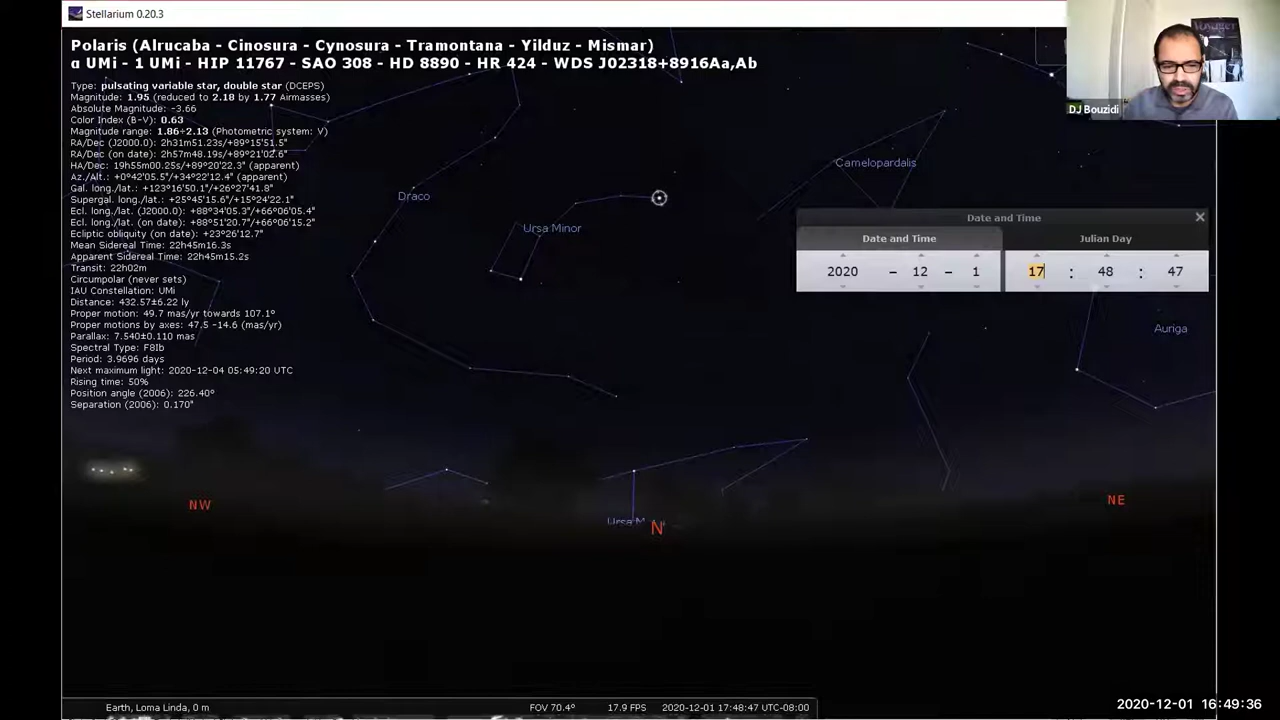 Stellarium 0.20.3
Polaris (Alrucaba - Cinosura - Cynosura - Tramontana - Yilduz - Mismar)
α UMi - 1 UMi - HIP 11767 - SAO 308 - HD 8890 - HR 424 - WDS J02318+8916Aa,Ab
Type: pulsating variable star, double star (DCEPS)
Magnitude: 1.95 (reduced to 2.18 by 1.77 Airmasses)
Absolute Magnitude: -3.66
Color Index (B-V): 0.63
Magnitude range: 1.86÷2.13 (Photometric system: V)
RA/Dec (J2000.0): 2h31m51.23s/+89°15'51.5"
RA/Dec (on date): 2h57m48.19s/+89°21'02.6"
HA/Dec: 19h55m00.25s/+89°20'22.3" (apparent)
Az./Alt.: +0°42'05.5"/+34°22'12.4" (apparent)
Gal. long./lat.: +123°16'50.1"/+26°27'41.8"
Supergal. long./lat.: +25°45'15.6"/+15°24'22.1"
Ecl. long./lat. (J2000.0): +88°34'05.3"/+66°06'05.4"
Ecl. long./lat. (on date): +88°51'20.7"/+66°06'15.2"
Ecliptic obliquity (on date): +23°26'12.7"
Mean Sidereal Time: 22h45m16.3s
Apparent Sidereal Time: 22h45m15.2s
Transit: 22h02m
Circumpolar (never sets)
IAU Constellation: UMi
Distance: 432.57±6.22 ly
Proper motion: 49.7 mas/yr towards 107.1°
Proper motions by axes: 47.5 -14.6 (mas/yr)
Parallax: 7.540±0.110 mas
Spectral Type: F8Ib
Period: 3.9696 days
Next maximum light: 2020-12-04 05:49:20 UTC
Rising time: 50%
Position angle (2006): 226.40°
Separation (2006): 0.170"
DJ Bouzidi
Camelopardalis
Draco
Ursa Minor
Date and Time
Date and Time Julian Day
2020 - 12 - 1 17 : 48 : 47
Auriga
NW
N
NE
Earth, Loma Linda, 0 m FOV 70.4° 17.9 FPS 2020-12-01 17:48:47 UTC-08:00
2020-12-01 16:49:36